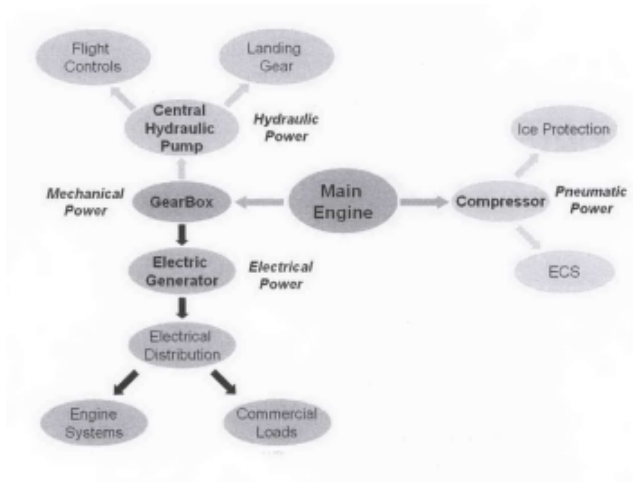 Flight
Controls
Landing
Gear
Central
Hydraulic
Pump
Hydraulic
Power
Ice Protection
Mechanical
Power
GearBox
Main
Engine
Compressor
Pneumatic
Power
Electric
Generator
Electrical
Power
ECS
Electrical
Distribution
Engine
Systems
Commercial
Loads